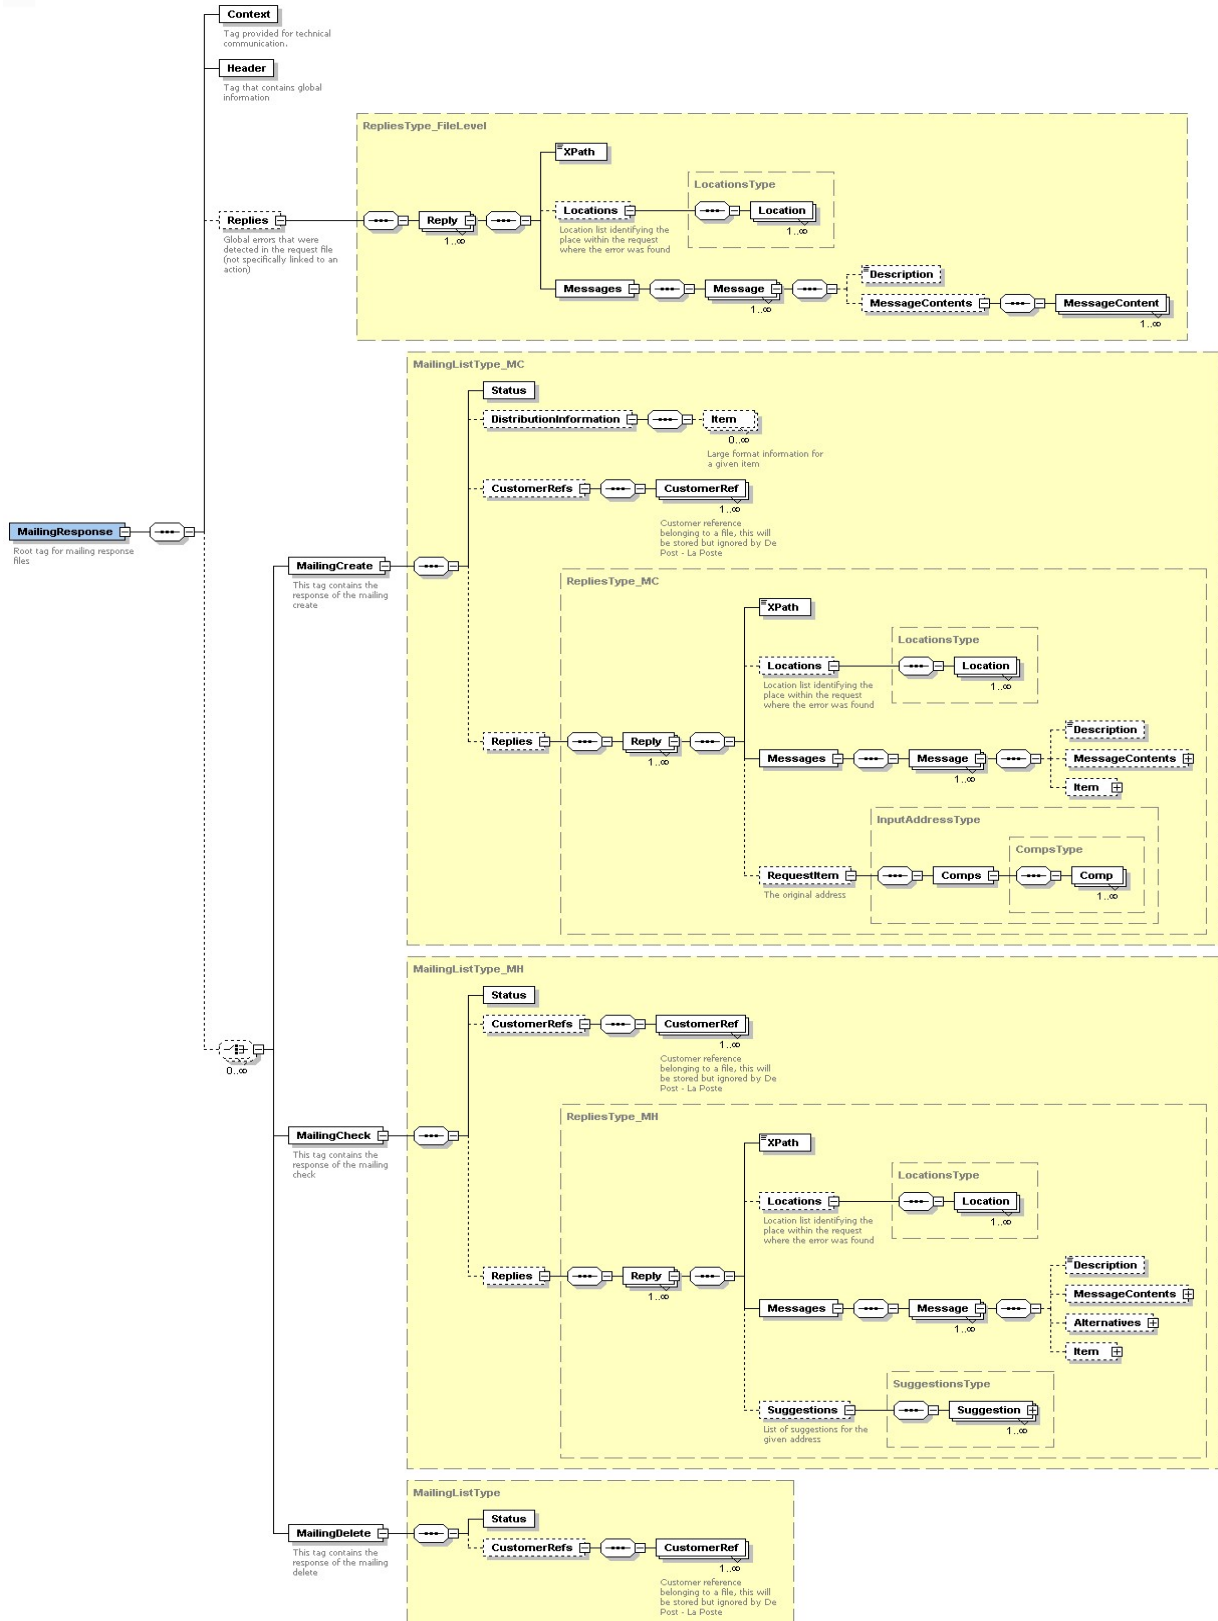 Context
Tag provided for technical
communication.
Header
Tag that contains global
information
RepliesType_FileLevel
XPath
LocationsType
Replies
Reply
Locations
Location
1..∞
1..∞
Global errors that were
detected in the request file
(not specifically linked to an
action)
Location list identifying the
place within the request
where the error was found
Description
Messages
Message
MessageContents
MessageContent
1..∞
1..∞
MailingListType_MC
Status
DistributionInformation
Item
0..∞
Large format information for
a given item
CustomerRefs
CustomerRef
1..∞
Customer reference
belonging to a file, this will
be stored but ignored by De
Post - La Poste
MailingResponse
Root tag for mailing response
files
MailingCreate
This tag contains the
response of the mailing
create
RepliesType_MC
XPath
LocationsType
Locations
Location
1..∞
Location list identifying the
place within the request
where the error was found
Replies
Reply
1..∞
Description
Messages
Message
MessageContents
1..∞
Item
InputAddressType
CompsType
RequestItem
Comps
Comp
1..∞
The original address
MailingListType_MH
Status
CustomerRefs
CustomerRef
1..∞
Customer reference
belonging to a file, this will
be stored but ignored by De
Post - La Poste
0..∞
RepliesType_MH
MailingCheck
This tag contains the
response of the mailing
check
XPath
LocationsType
Locations
Location
1..∞
Location list identifying the
place within the request
where the error was found
Replies
Reply
1..∞
Description
MessageContents
Messages
Message
1..∞
Alternatives
Item
SuggestionsType
Suggestions
Suggestion
1..∞
List of suggestions for the
given address
MailingListType
Status
MailingDelete
This tag contains the
response of the mailing
delete
CustomerRefs
CustomerRef
1..∞
Customer reference
belonging to a file, this will
be stored but ignored by De
Post - La Poste